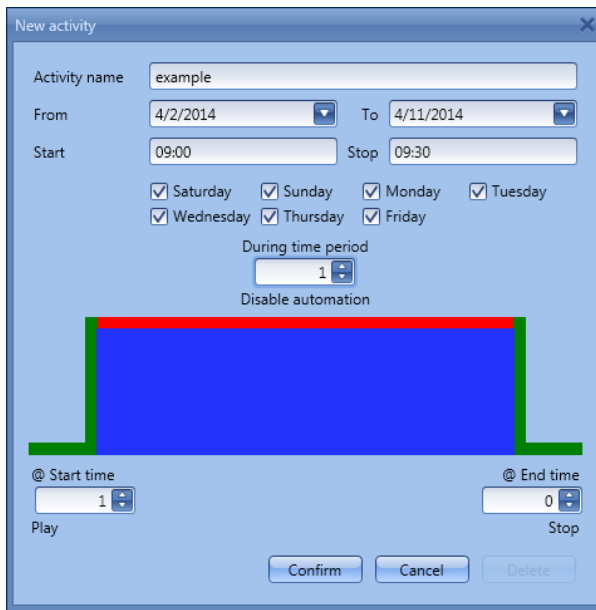 New activity
Activity name example
From 4/2/2014 To 4/11/2014
Start 09:00 Stop 09:30
Saturday Sunday Monday Tuesday
Wednesday Thursday Friday
During time period
1
Disable automation
@ Start time @ End time
1 0
Play Stop
Confirm Cancel Delete